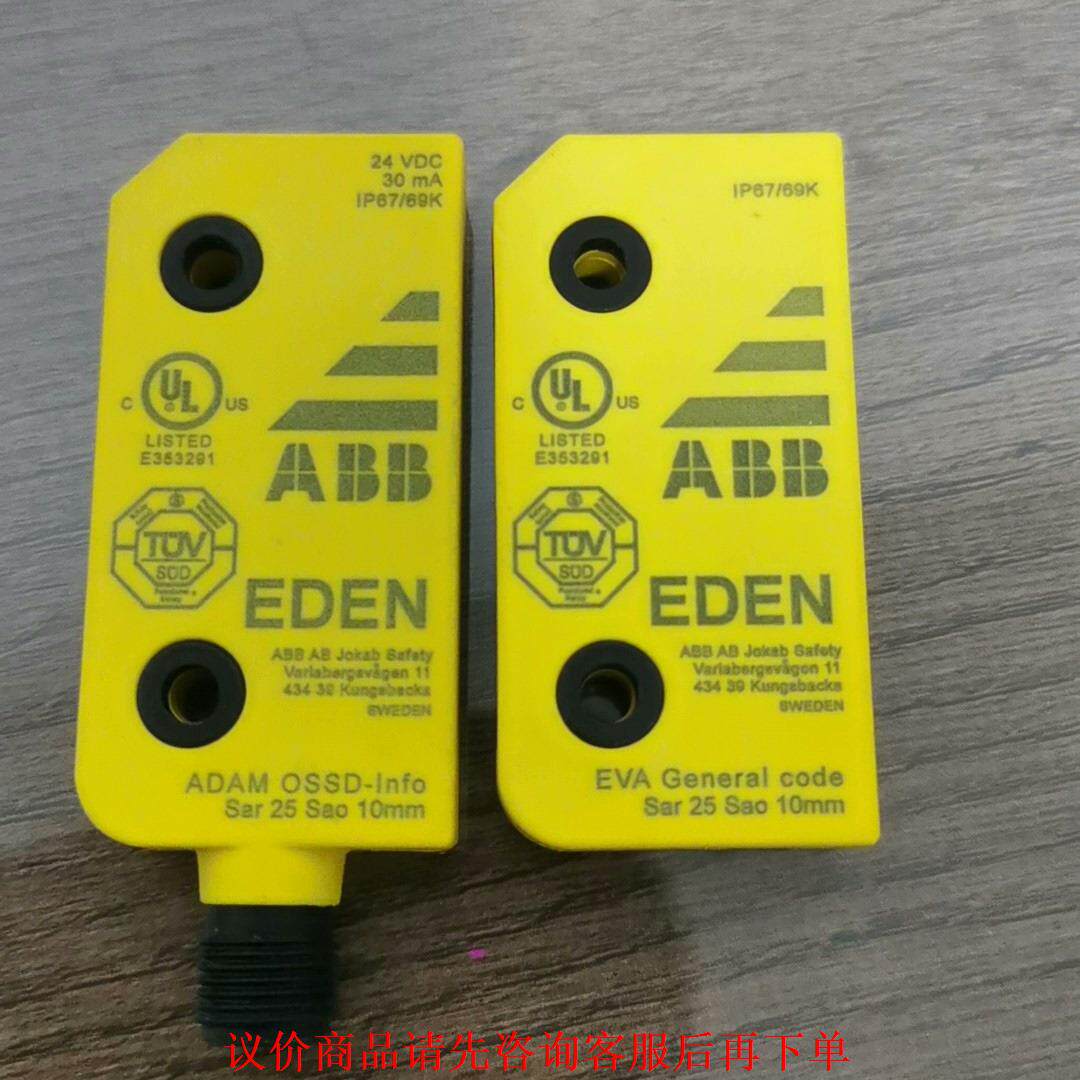 24 VDC
30 mA
IP67/69K
C UL US
LISTED
E353291
ABB
TÜV
SÜD
EDEN
ABB AB Jokab Safety
Varlabergsvägen 11
434 39 Kungsbacka
SWEDEN
ADAM OSSD-Info
Sar 25 Sao 10mm
IP67/69K
C UL US
LISTED
E353291
ABB
TÜV
SÜD
EDEN
ABB AB Jokab Safety
Varlabergsvägen 11
434 39 Kungsbacka
SWEDEN
EVA General code
Sar 25 Sao 10mm
议价商品请先咨询客服后再下单